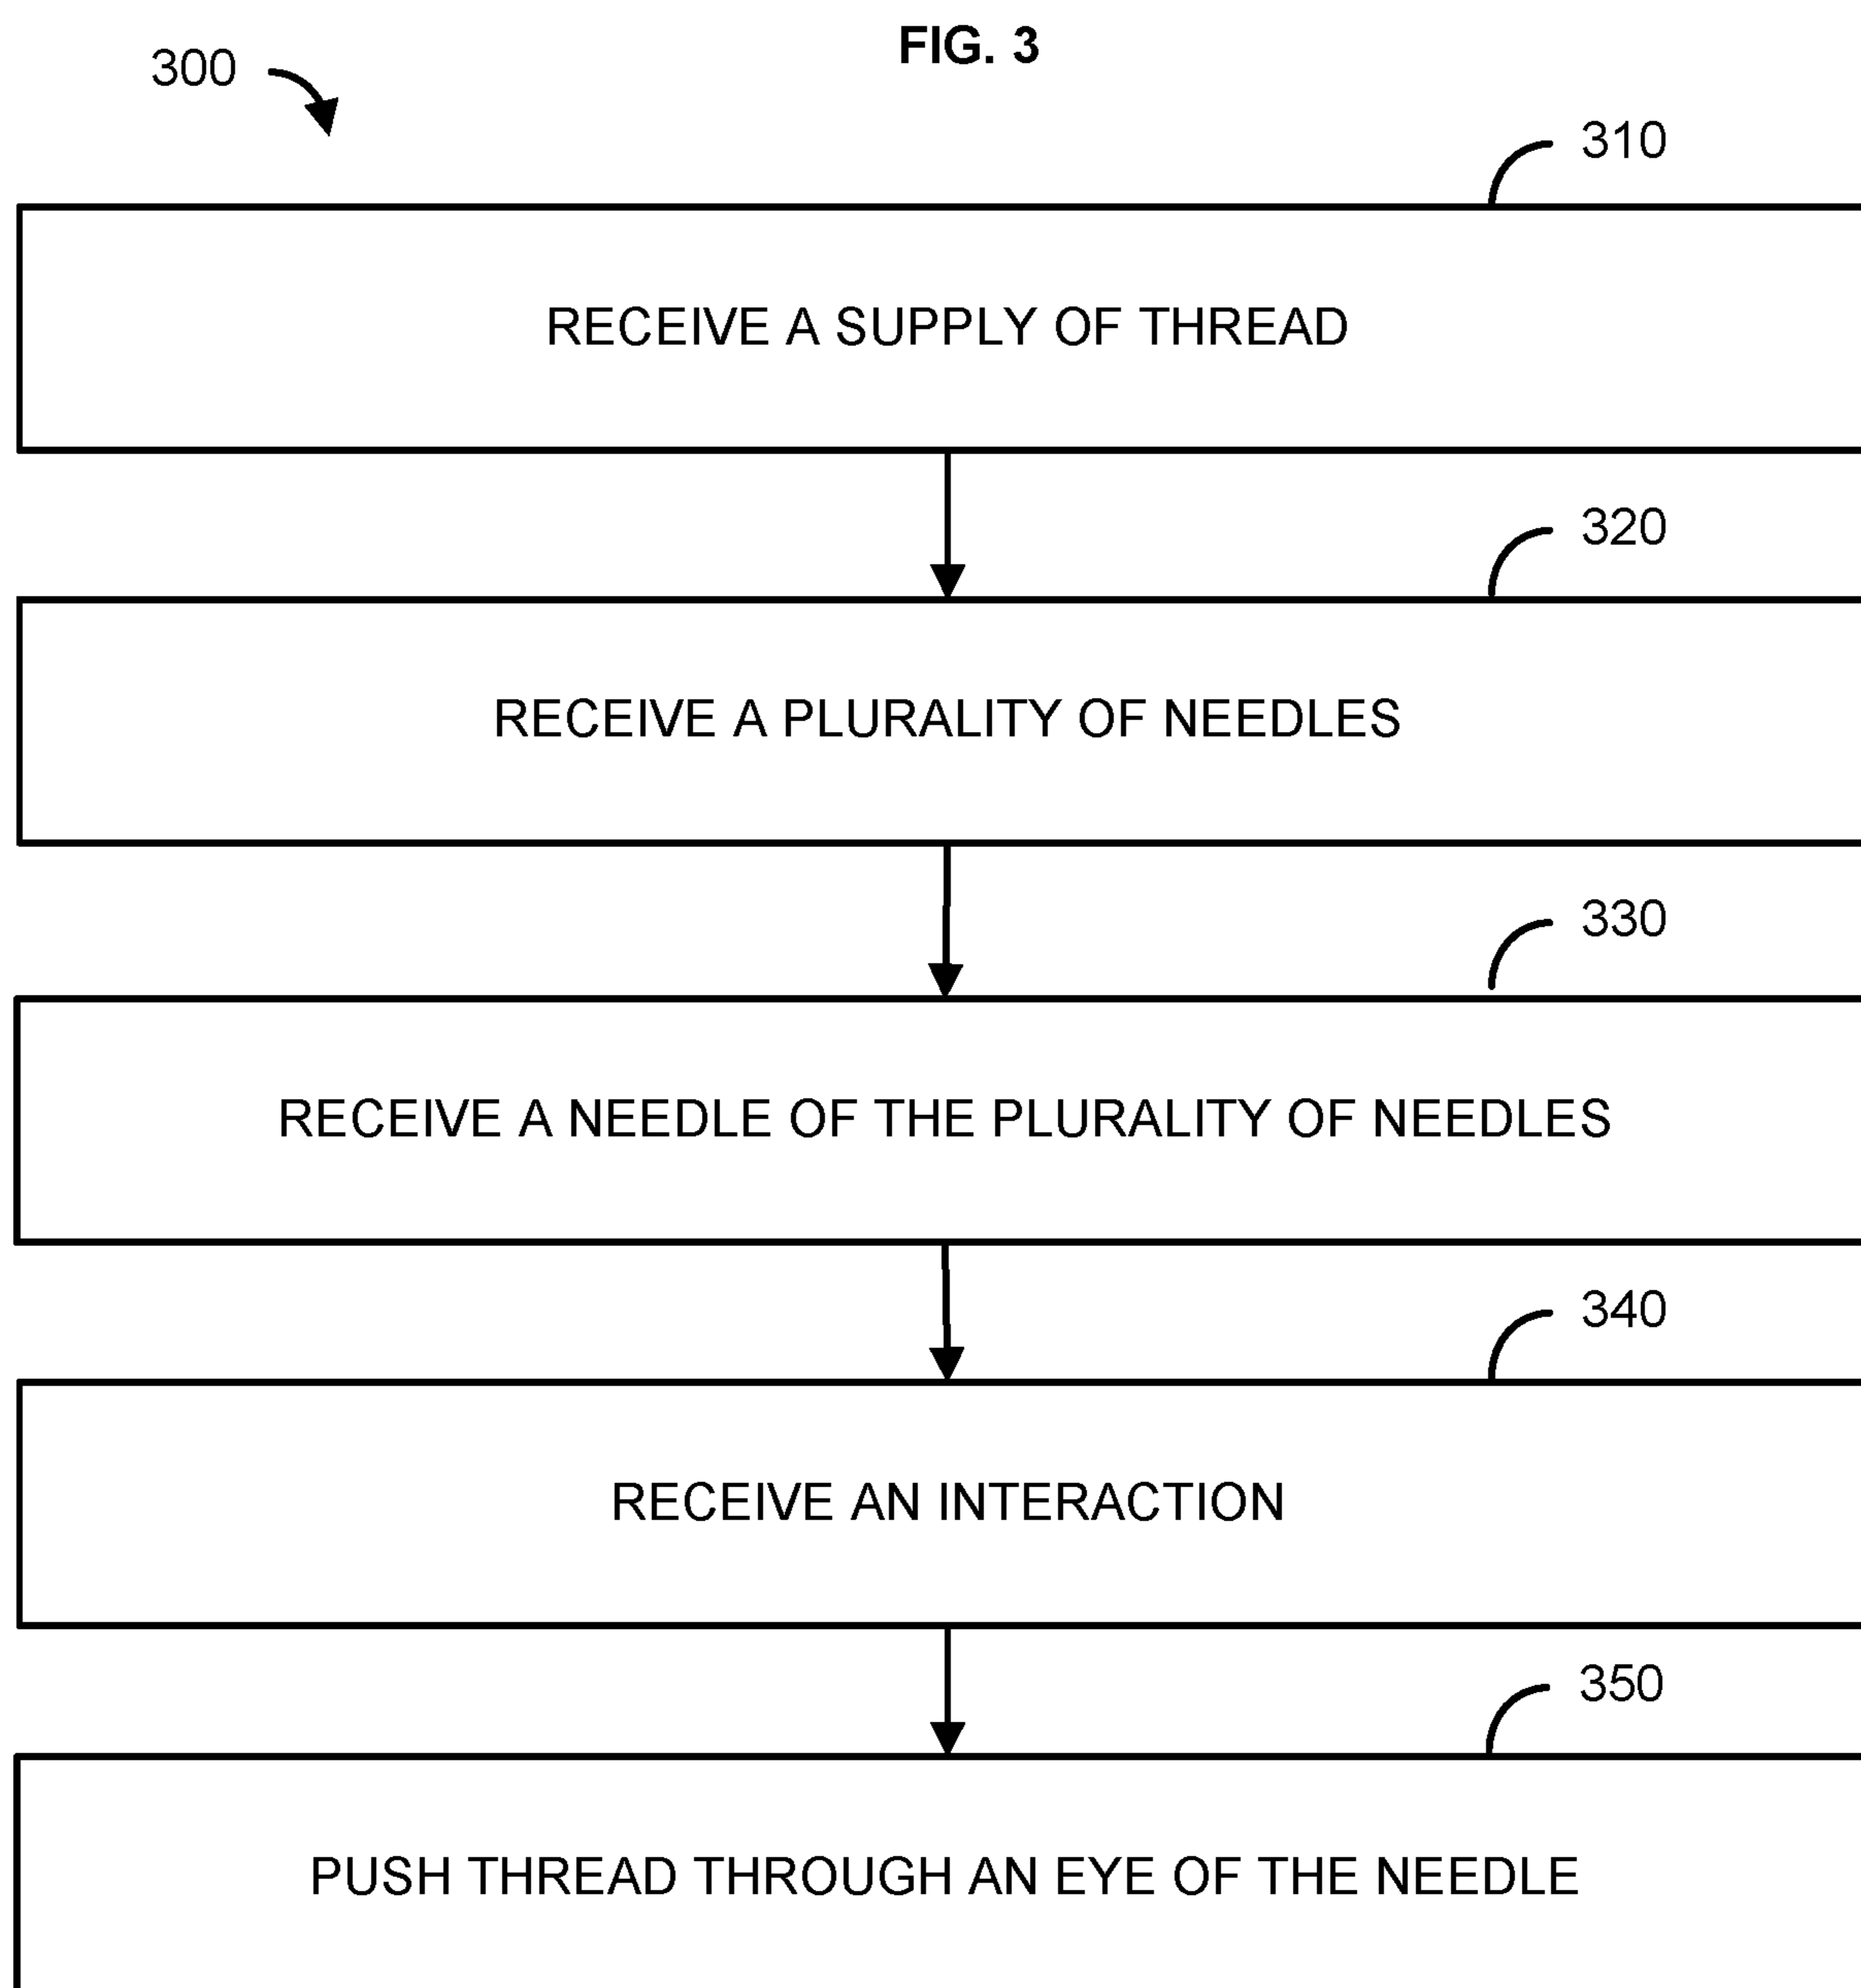 FIG. 3
300
310
RECEIVE A SUPPLY OF THREAD
320
RECEIVE A PLURALITY OF NEEDLES
330
RECEIVE A NEEDLE OF THE PLURALITY OF NEEDLES
340
RECEIVE AN INTERACTION
350
PUSH THREAD THROUGH AN EYE OF THE NEEDLE